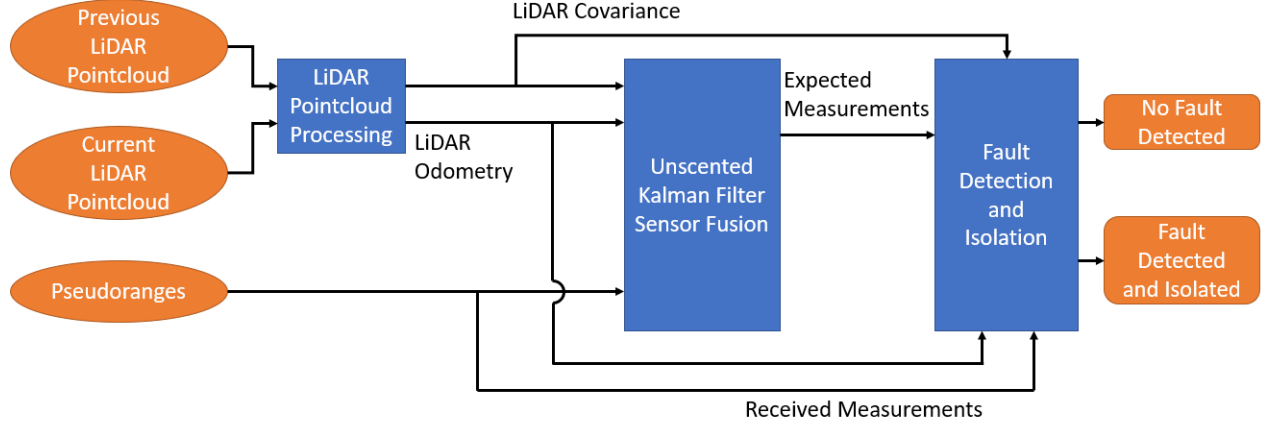 Previous
LiDAR
Pointcloud
LiDAR Covariance
LiDAR
Pointcloud
Processing
Current
LiDAR
Pointcloud
LiDAR
Odometry
Expected
Measurements
Unscented
Kalman Filter
Sensor Fusion
Fault
Detection
and
Isolation
No Fault
Detected
Fault
Detected
and Isolated
Pseudoranges
Received Measurements